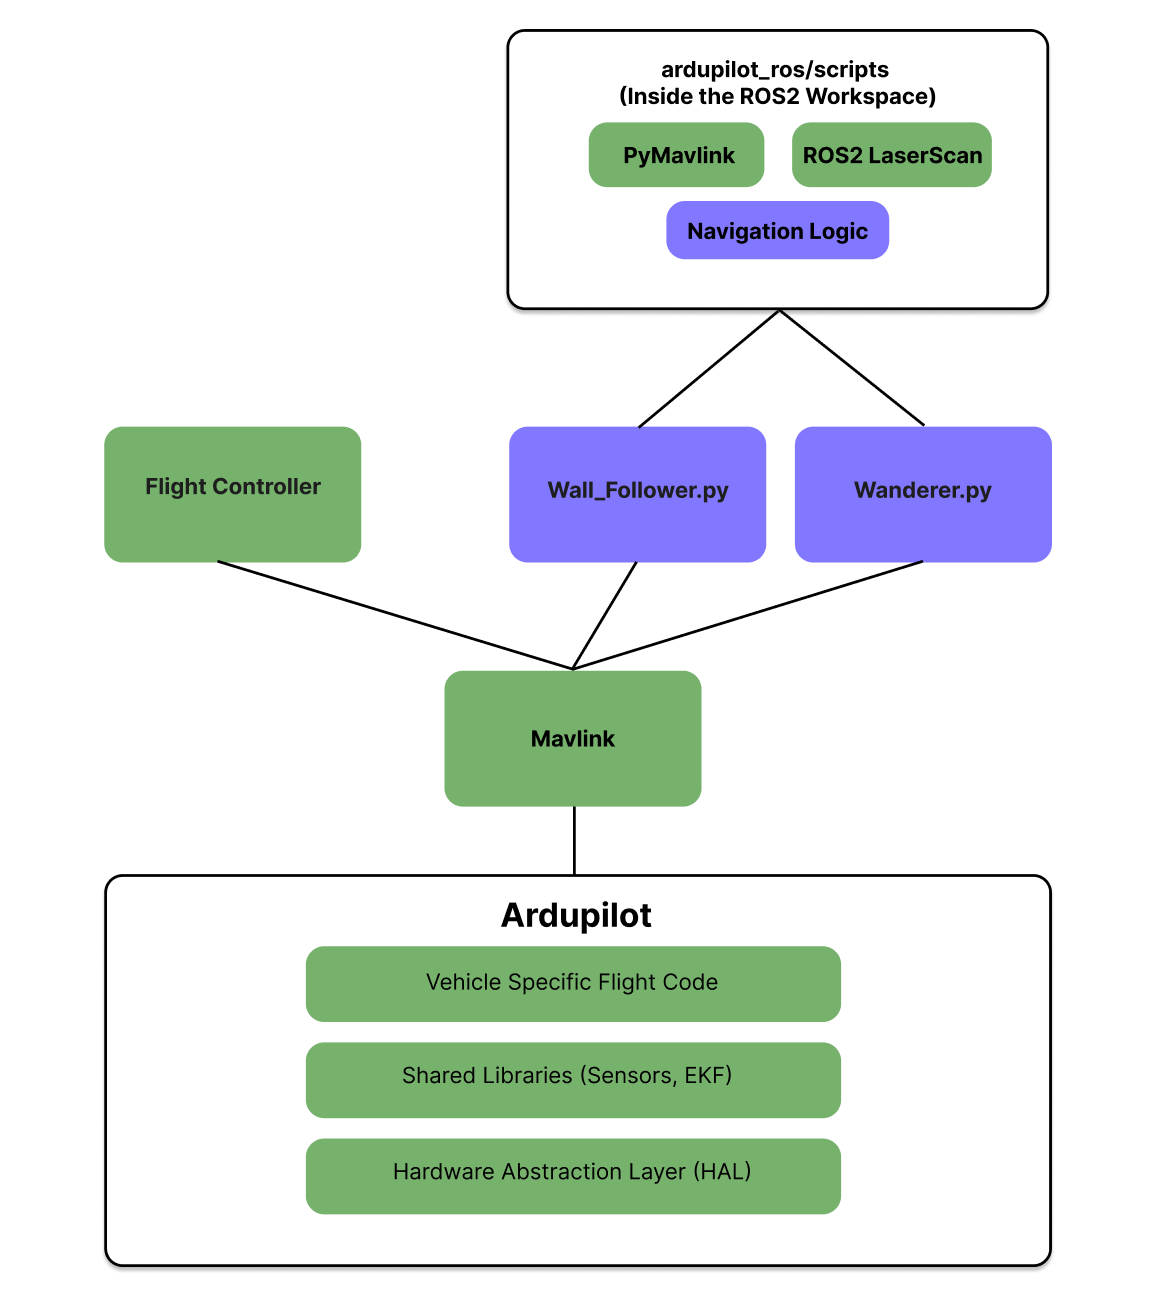 ardupilot_ros/scripts
(Inside the ROS2 Workspace)
PyMavlink
ROS2 LaserScan
Navigation Logic
Flight Controller
Wall_Follower.py
Wanderer.py
Mavlink
Ardupilot
Vehicle Specific Flight Code
Shared Libraries (Sensors, EKF)
Hardware Abstraction Layer (HAL)